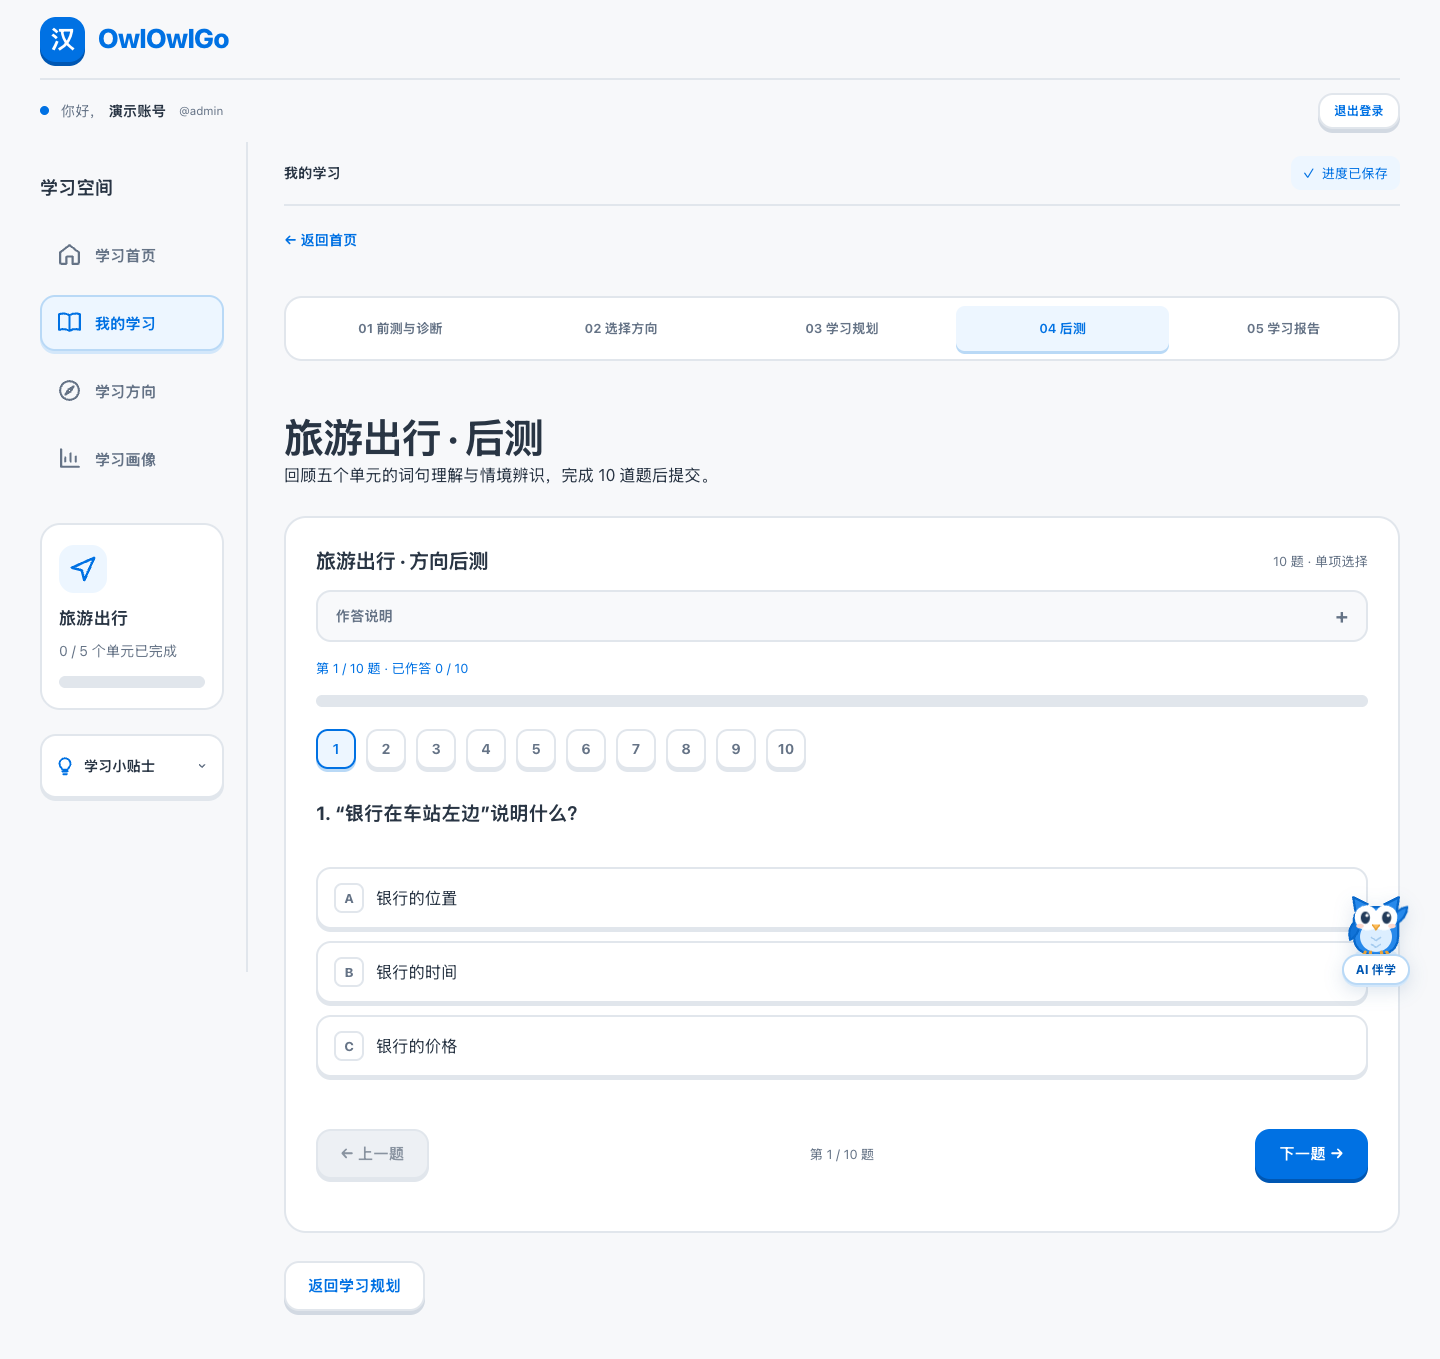 汉 OwlOwlGo
你好， 演示账号 @admin
退出登录
学习空间
学习首页
我的学习
学习方向
学习画像
旅游出行
0 / 5 个单元已完成
学习小贴士
我的学习
✓ 进度已保存
← 返回首页
01 前测与诊断
02 选择方向
03 学习规划
04 后测
05 学习报告
旅游出行 · 后测
回顾五个单元的词句理解与情境辨识，完成 10 道题后提交。
旅游出行 · 方向后测
10 题 · 单项选择
作答说明 +
第 1 / 10 题 · 已作答 0 / 10
1 2 3 4 5 6 7 8 9 10
1. “银行在车站左边”说明什么?
A 银行的位置
B 银行的时间
C 银行的价格
AI 伴学
← 上一题
第 1 / 10 题
下一题 →
返回学习规划